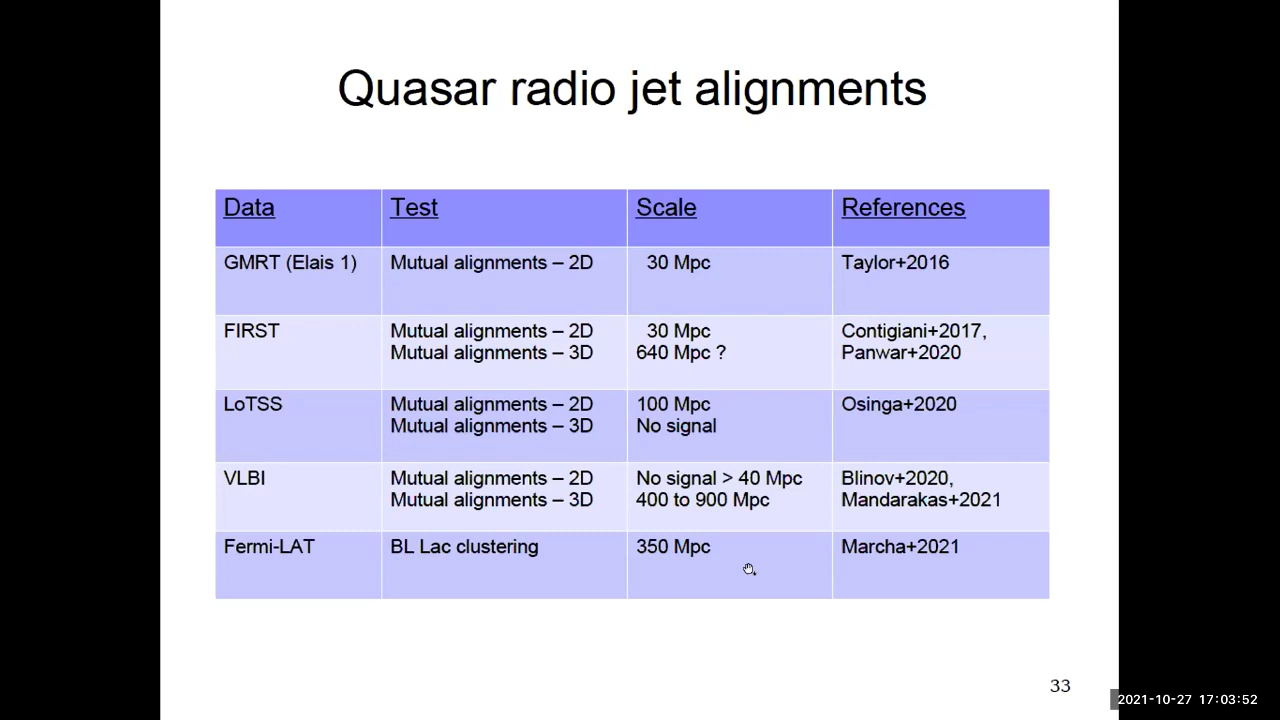 Quasar radio jet alignments
Data Test Scale References
GMRT (Elais 1) Mutual alignments – 2D 30 Mpc Taylor+2016
FIRST Mutual alignments – 2D 30 Mpc Contigiani+2017,
Mutual alignments – 3D 640 Mpc ? Panwar+2020
LoTSS Mutual alignments – 2D 100 Mpc Osinga+2020
Mutual alignments – 3D No signal
VLBI Mutual alignments – 2D No signal > 40 Mpc Blinov+2020,
Mutual alignments – 3D 400 to 900 Mpc Mandarakas+2021
Fermi-LAT BL Lac clustering 350 Mpc Marcha+2021
33
2021-10-27 17:03:52